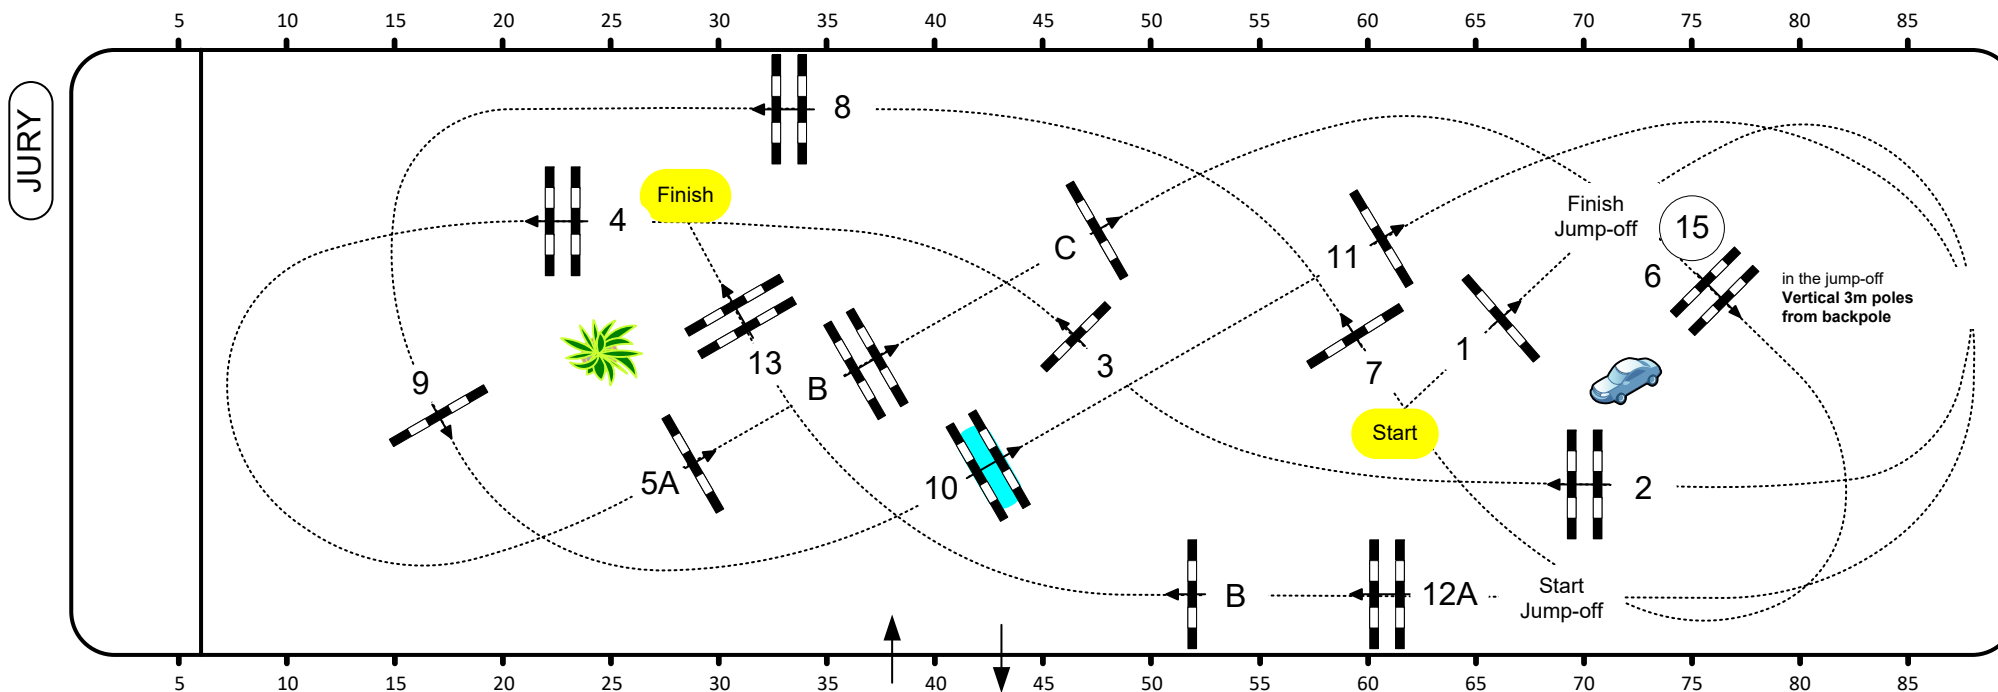 5 10 15 20 25 30 35 40 45 50 55 60 65 70 75 80 85
JURY
8
Finish
4
C
11
Finish
Jump-off
15
6
in the jump-off
Vertical 3m poles
from backpole
13
3
7
1
9
B
Start
5A
10
2
B
12A
Start
Jump-off
5 10 15 20 25 30 35 40 45 50 55 60 65 70 75 80 85